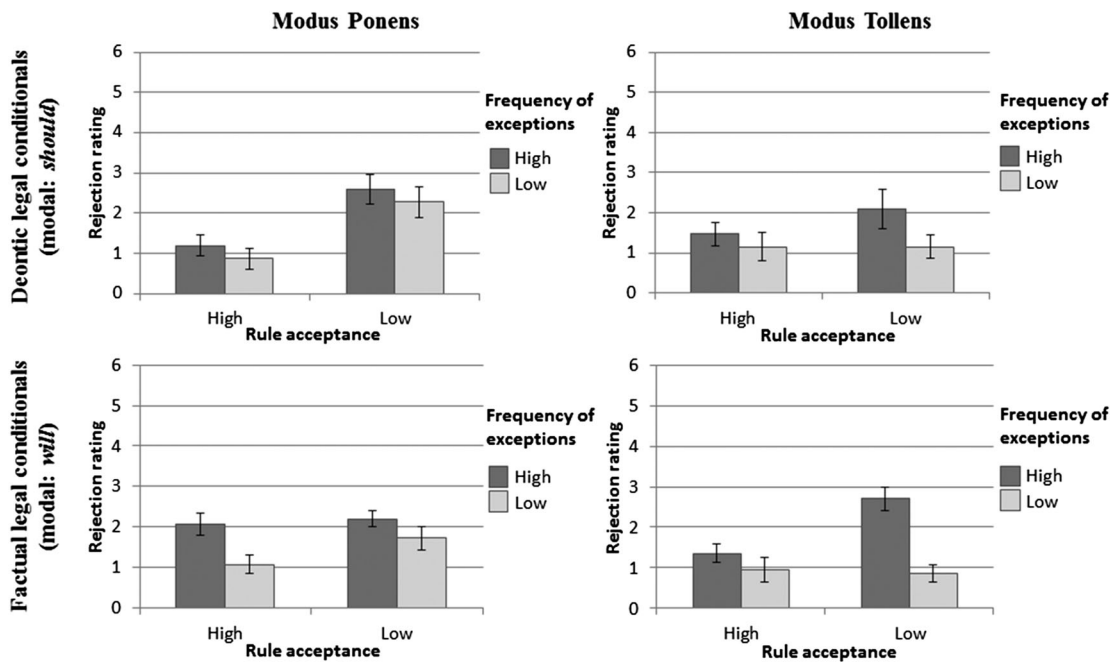 Modus Ponens
Modus Tollens
Deontic legal conditionals
(modal: should)
Rejection rating
6
5
4
3
2
1
0
High
Low
Rule acceptance
Frequency of
exceptions
High
Low
Rejection rating
6
5
4
3
2
1
0
High
Low
Rule acceptance
Frequency of
exceptions
High
Low
Factual legal conditionals
(modal: will)
Rejection rating
6
5
4
3
2
1
0
High
Low
Rule acceptance
Frequency of
exceptions
High
Low
Rejection rating
6
5
4
3
2
1
0
High
Low
Rule acceptance
Frequency of
exceptions
High
Low